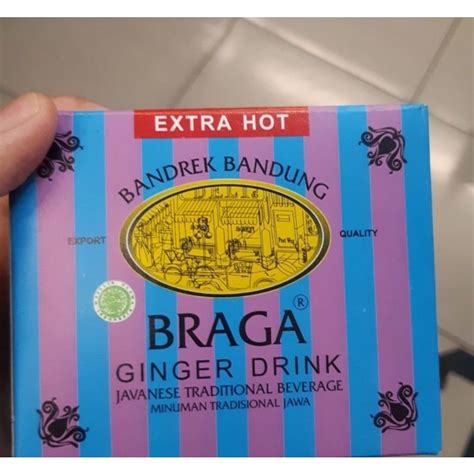 EXTRA HOT
BANDREK BANDUNG
EXPORT
QUALITY
BRAGA ®
GINGER DRINK
JAVANESE TRADITIONAL BEVERAGE
MINUMAN TRADISIONAL JAWA